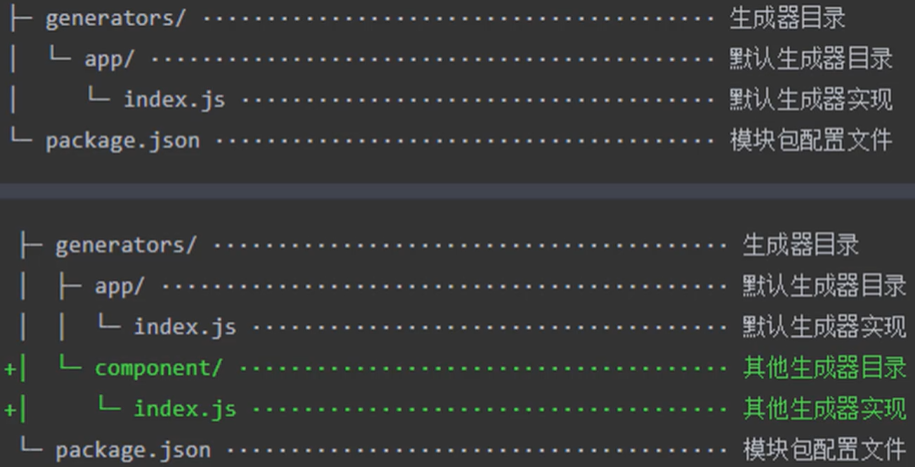 ├─ generators/ ······································· 生成器目录
│  └─ app/ ··········································· 默认生成器目录
│     └─ index.js ···································· 默认生成器实现
└─ package.json ······································ 模块包配置文件
 ├─ generators/ ······································· 生成器目录
 │  ├─ app/ ··········································· 默认生成器目录
 │  │  └─ index.js ···································· 默认生成器实现
+│  └─ component/ ····································· 其他生成器目录
+│     └─ index.js ···································· 其他生成器实现
 └─ package.json ······································ 模块包配置文件